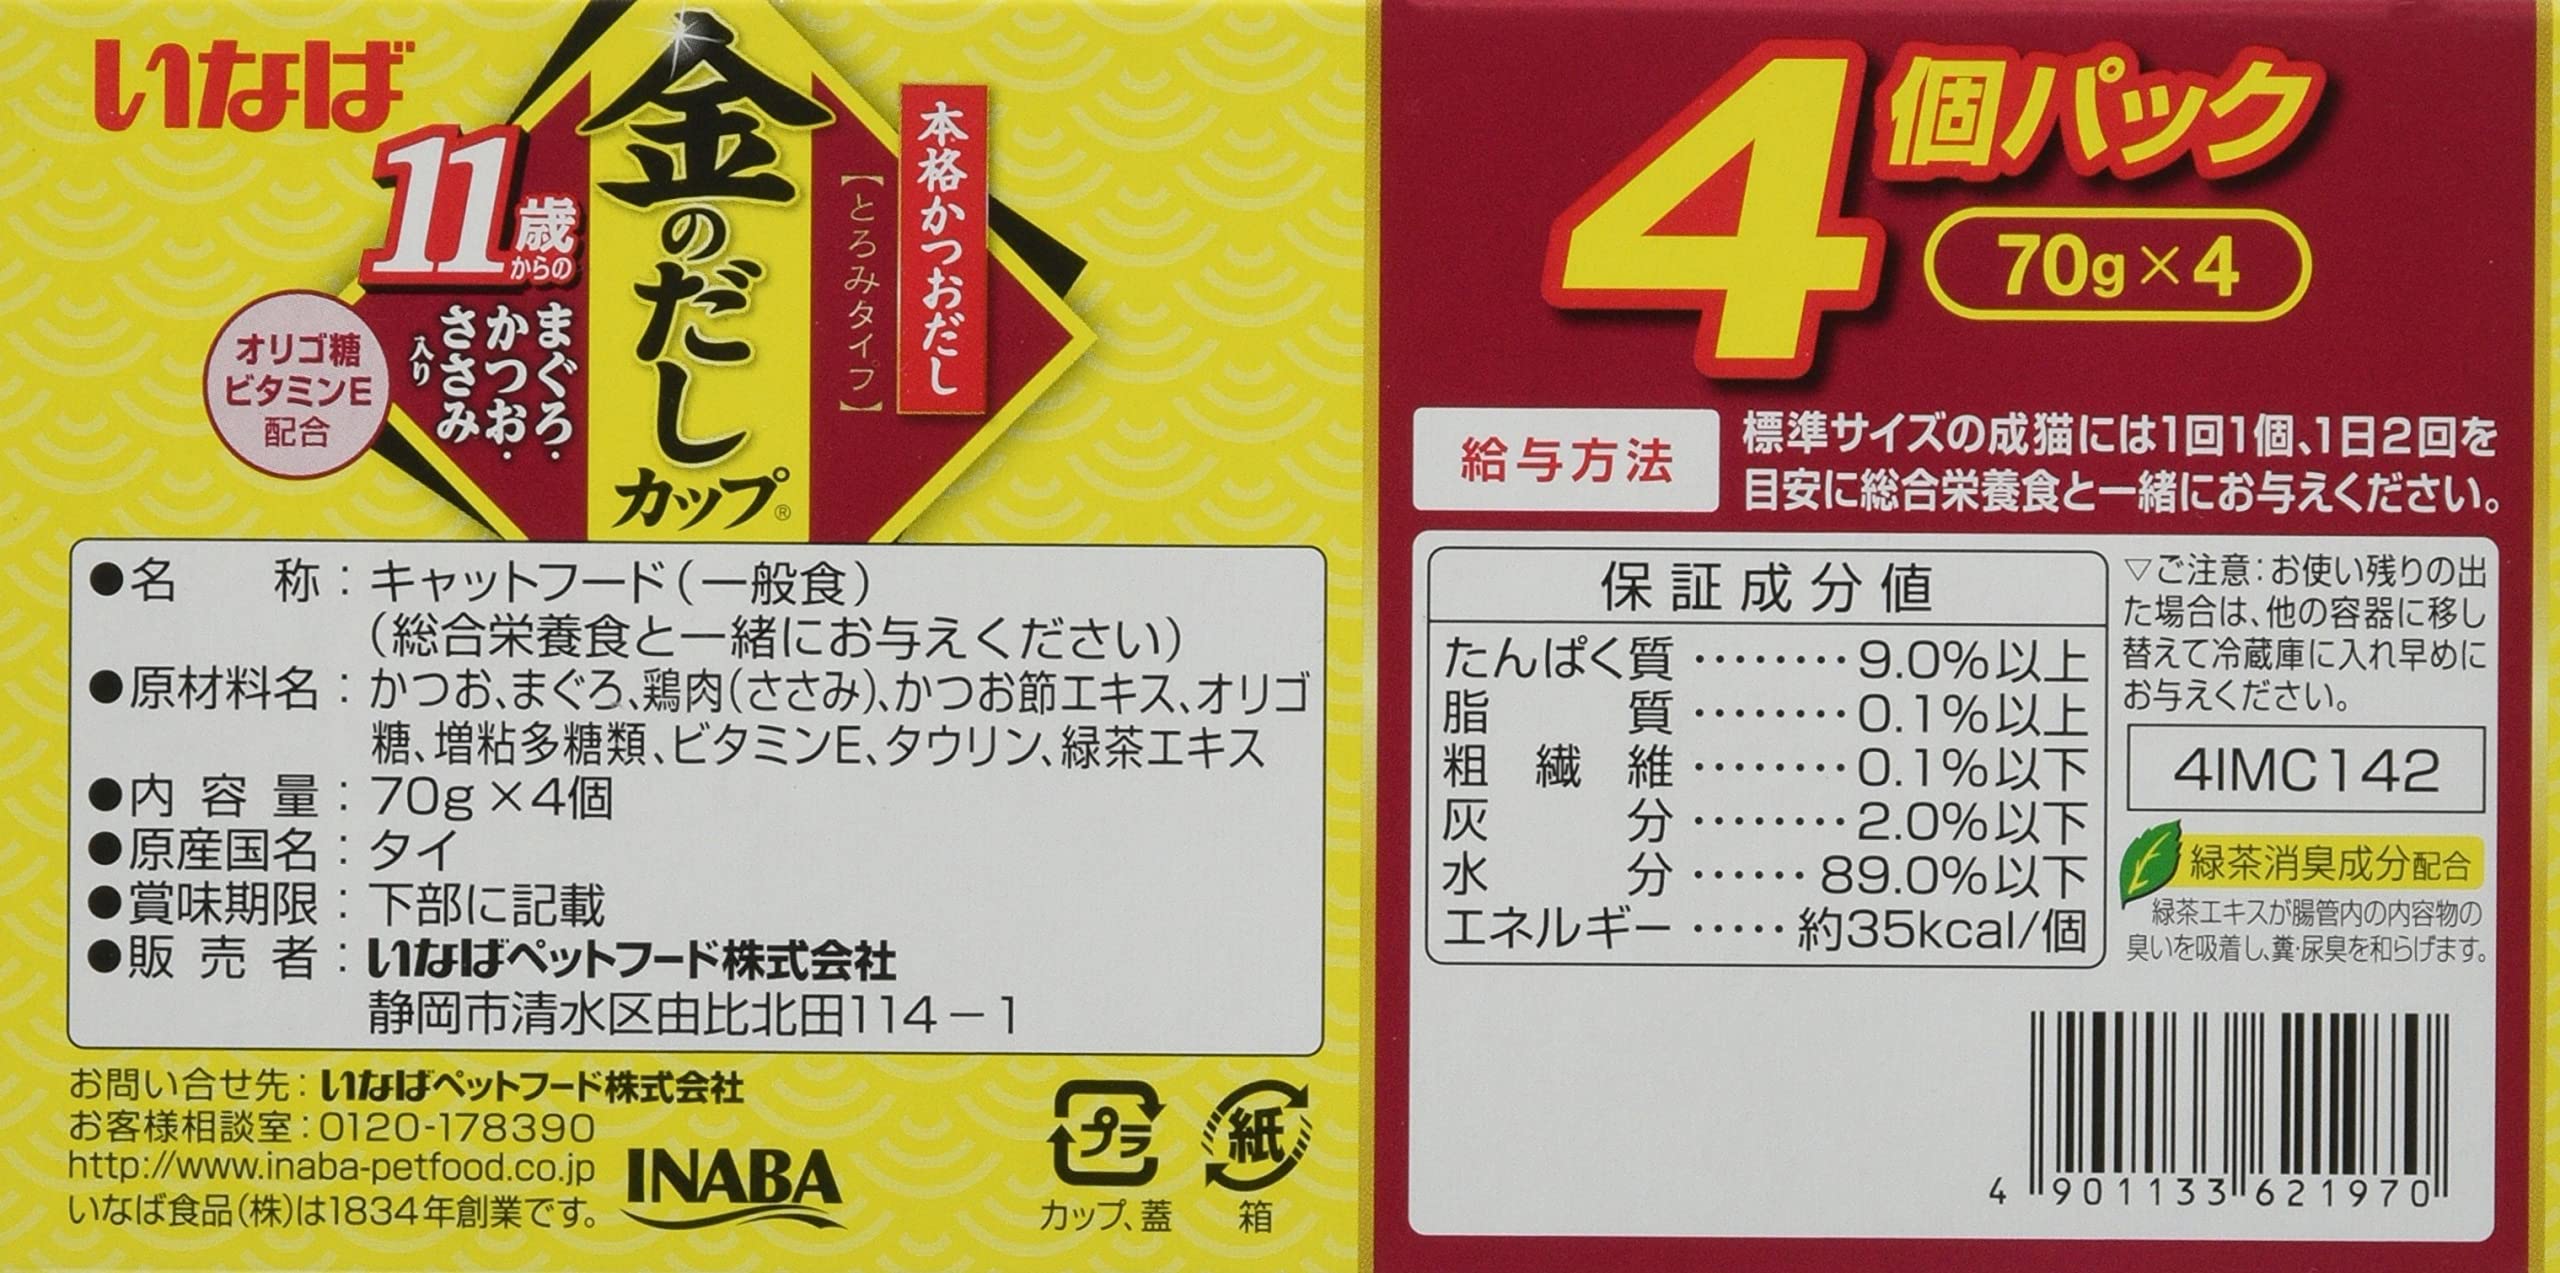 いなば
11歳からの
まぐろ・
かつお・
ささみ
入り
オリゴ糖
ビタミンE
配合
金のだし
カップ®
【とろみタイプ】
本格かつおだし
●名称：キャットフード（一般食）
（総合栄養食と一緒にお与えください）
●原材料名：かつお、まぐろ、鶏肉（ささみ）、かつお節エキス、オリゴ
糖、増粘多糖類、ビタミンE、タウリン、緑茶エキス
●内容量：70g×4個
●原産国名：タイ
●賞味期限：下部に記載
●販売者：いなばペットフード株式会社
静岡市清水区由比北田114－1
お問い合せ先：いなばペットフード株式会社
お客様相談室：0120-178390
http://www.inaba-petfood.co.jp
いなば食品（株）は1834年創業です。
INABA
プラ
カップ、蓋
紙
箱
4個パック
70g×4
給与方法
標準サイズの成猫には1回1個、1日2回を
目安に総合栄養食と一緒にお与えください。
保証成分値
たんぱく質………9.0%以上
脂質………0.1%以上
粗繊維………0.1%以下
灰分………2.0%以下
水分……89.0%以下
エネルギー……約35kcal/個
▽ご注意：お使い残りの出
た場合は、他の容器に移し
替えて冷蔵庫に入れ早めに
お与えください。
4IMC142
緑茶消臭成分配合
緑茶エキスが腸管内の内容物の
臭いを吸着し、糞・尿臭を和らげます。
4 901133 621970